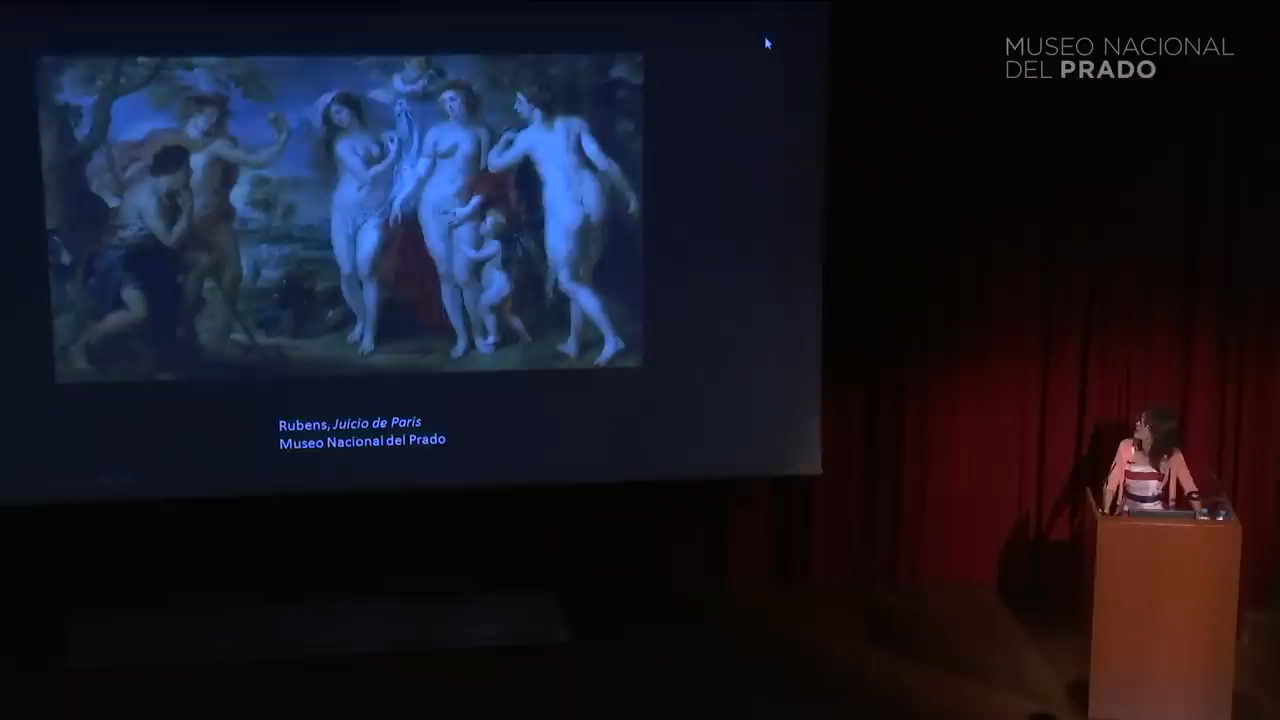 MUSEO NACIONAL
DEL PRADO
Rubens, Juicio de Paris
Museo Nacional del Prado